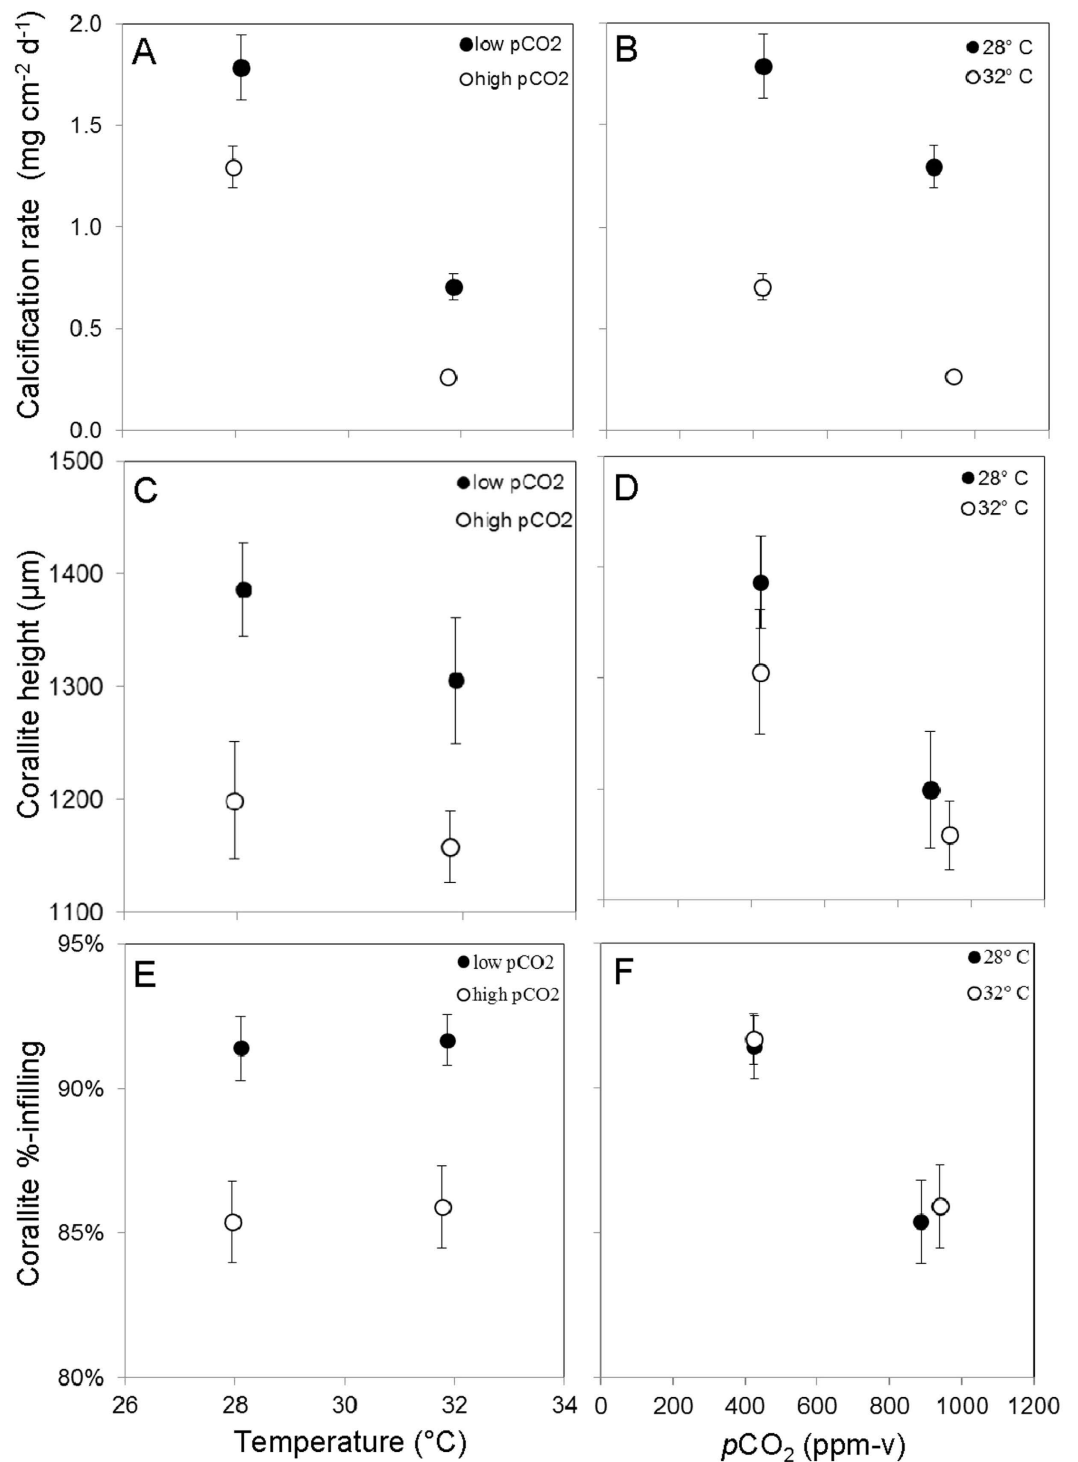 A
low pCO2
high pCO2
B
28° C
32° C
Calcification rate (mg cm-2 d-1)
2.0
1.5
1.0
0.5
0.0
C
low pCO2
high pCO2
D
28° C
32° C
Corallite height (µm)
1500
1400
1300
1200
1100
E
low pCO2
high pCO2
F
28° C
32° C
Corallite %-infilling
95%
90%
85%
80%
26 28 30 32 34
0 200 400 600 800 1000 1200
Temperature (°C)
pCO2 (ppm-v)